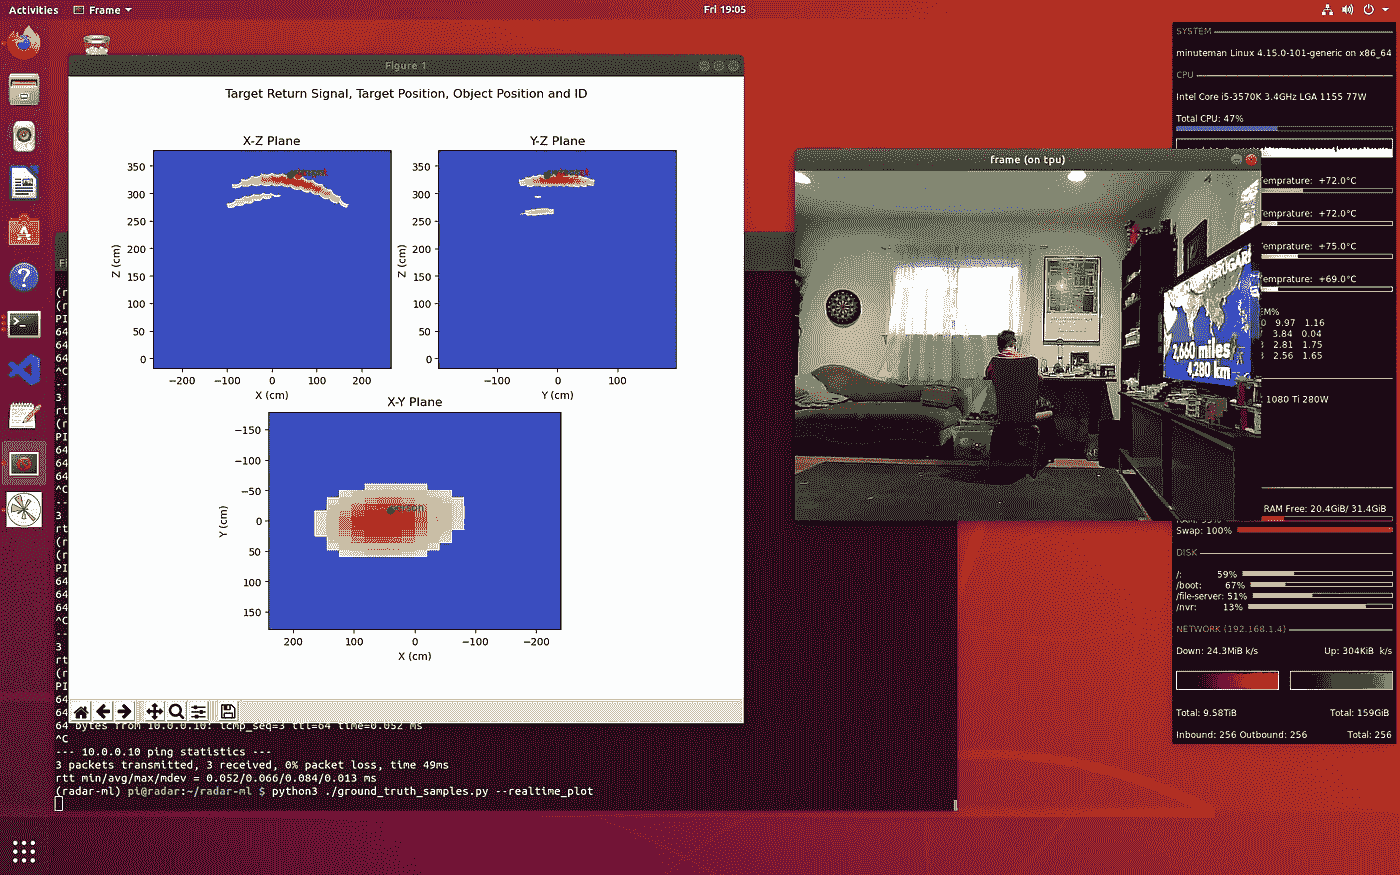 Activities
Frame
Fri 19:05
Figure 1
Target Return Signal, Target Position, Object Position and ID
X-Z Plane
350
300
250
200
150
100
50
0
Z (cm)
−200
−100
0
100
200
X (cm)
Y-Z Plane
350
300
250
200
150
100
50
0
Z (cm)
−100
0
100
Y (cm)
X-Y Plane
−150
−100
−50
0
50
100
150
Y (cm)
200
100
0
−100
−200
X (cm)
64 bytes from 10.0.0.10: icmp_seq=3 ttl=64 time=0.052 ms
^C
--- 10.0.0.10 ping statistics ---
3 packets transmitted, 3 received, 0% packet loss, time 49ms
rtt min/avg/max/mdev = 0.052/0.066/0.084/0.013 ms
(radar-ml) pi@radar:~/radar-ml $ python3 ./ground_truth_samples.py --realtime_plot
frame (on tpu)
2,660 miles
4,280 km
SYSTEM
minuteman Linux 4.15.0-101-generic on x86_64
CPU
Intel Core i5-3570K 3.4GHz LGA 1155 77W
Total CPU: 47%
Temprature: +72.0°C
Temprature: +72.0°C
Temprature: +75.0°C
Temprature: +69.0°C
EM%
9.97 1.16
3.84 0.04
2.81 1.75
2.56 1.65
1080 Ti 280W
RAM Free: 20.4GiB/ 31.4GiB
Swap: 100%
DISK
/: 59%
/boot: 67%
/file-server: 51%
/nvr: 13%
NETWORK (192.168.1.4)
Down: 24.3MiB k/s
Up: 304KiB k/s
Total: 9.58TiB
Total: 159GiB
Inbound: 256 Outbound: 256
Total: 256